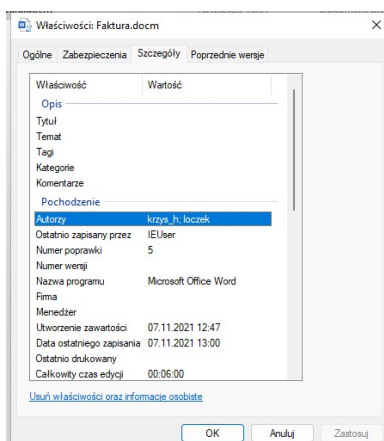 Właściwości: Faktura.docm
Ogólne Zabezpieczenia Szczegóły Poprzednie wersje
Właściwość Wartość
Opis
Tytuł
Temat
Tagi
Kategorie
Komentarze
Pochodzenie
Autorzy krzys_h; loczek
Ostatnio zapisany przez IEUser
Numer poprawki 5
Numer wersji
Nazwa programu Microsoft Office Word
Firma
Menedżer
Utworzenie zawartości 07.11.2021 12:47
Data ostatniego zapisania 07.11.2021 13:00
Ostatnio drukowany
Całkowity czas edycji 00:06:00
Usuń właściwości oraz informacje osobiste
OK Anuluj Zastosuj